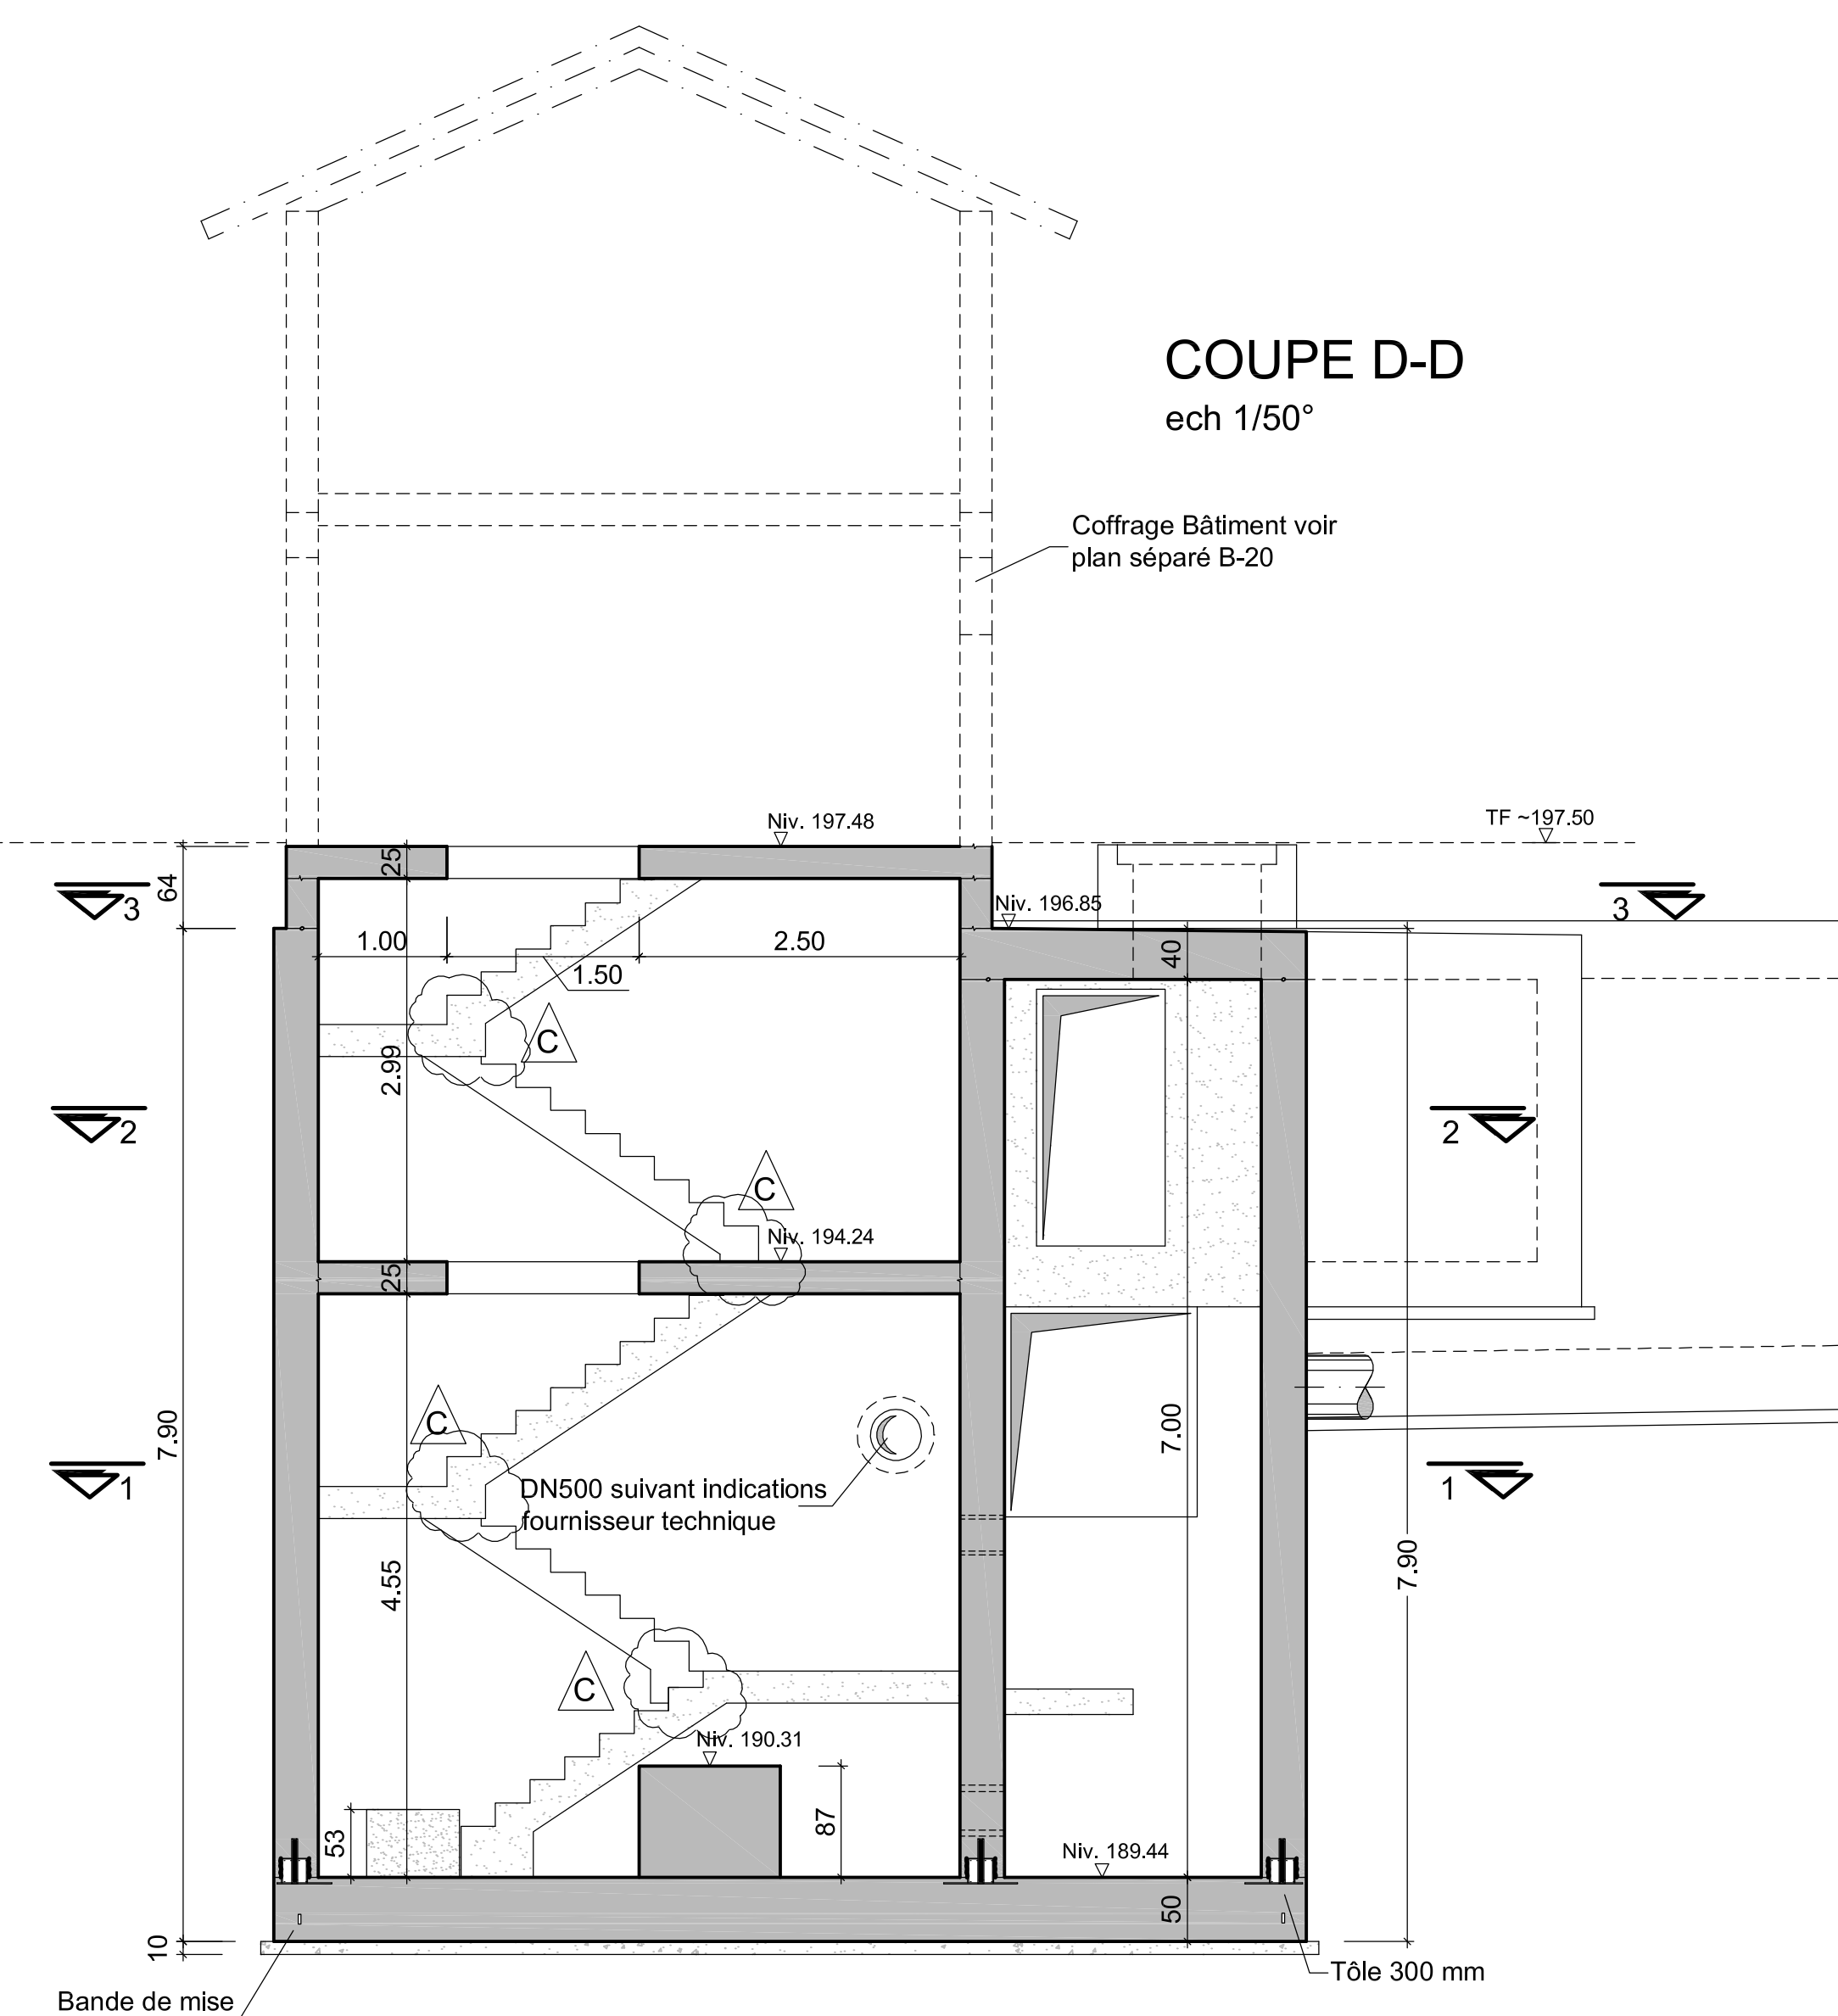 COUPE D-D
ech 1/50°
Coffrage Bâtiment voir
plan séparé B-20
Niv. 197.48
TF ~197.50
25
64
3
Niv. 196.85
3
1.00
2.50
40
1.50
C
2.99
2
2
C
Niv. 194.24
25
C
7.90
7.00
1
DN500 suivant indications
fournisseur technique
1
4.55
7.90
C
Niv. 190.31
53
87
Niv. 189.44
50
10
Tôle 300 mm
Bande de mise